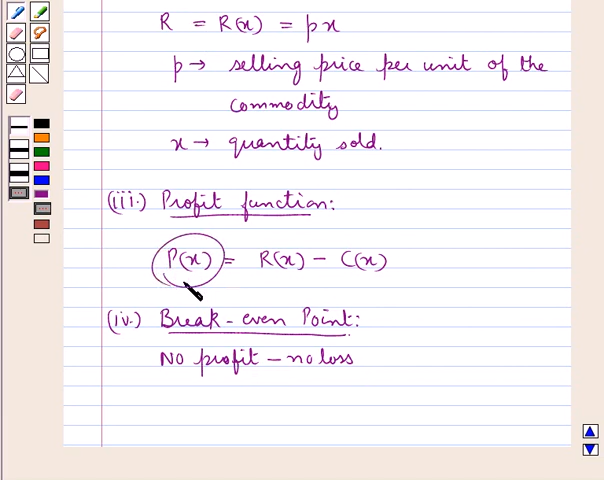 R = R(x) = px
p → selling price per unit of the
commodity
x → quantity sold.
(iii.) Profit function:
P(x) = R(x) - C(x)
(iv.) Break-even Point:
No profit - no loss